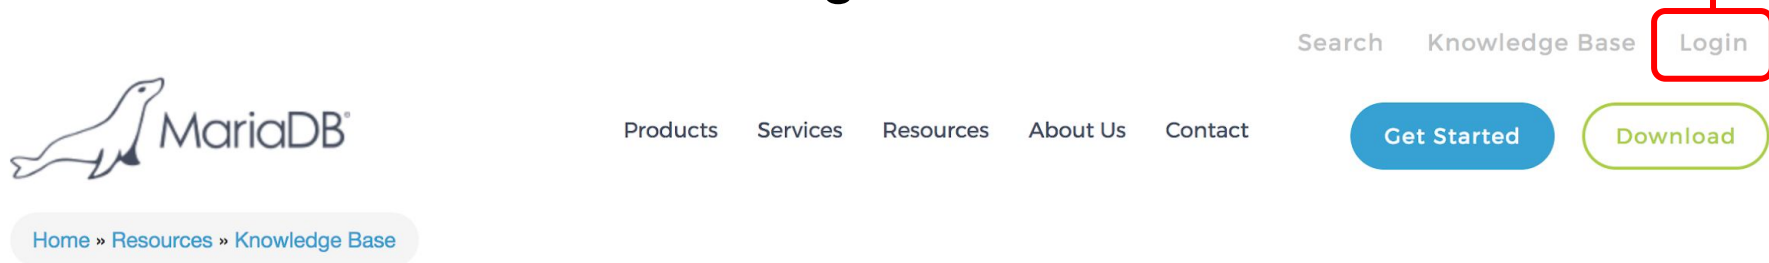 Search Knowledge Base Login
MariaDB®
Products Services Resources About Us Contact Get Started Download
Home » Resources » Knowledge Base